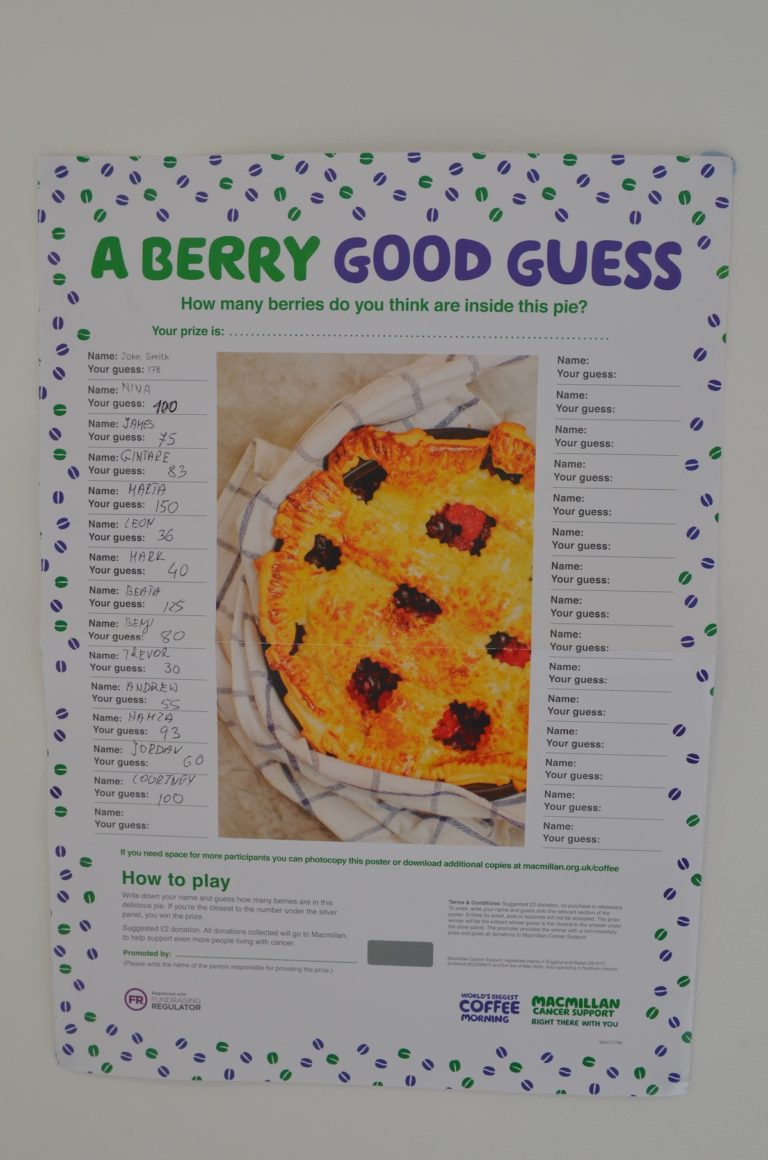 A BERRY GOOD GUESS
How many berries do you think are inside this pie?
Your prize is:
Name: John Smith
Your guess: 175
Name: NINA
Your guess: 100
Name: JAMES
Your guess: 75
Name: GINTARE
Your guess: 83
Name: MARTA
Your guess: 150
Name: LEON
Your guess: 36
Name: MARK
Your guess: 40
Name: BEATA
Your guess: 125
Name: BENJ
Your guess: 80
Name: TREVOR
Your guess: 30
Name: ANDREW
Your guess: 55
Name: HAMZA
Your guess: 93
Name: JORDAN
Your guess: 60
Name: COURTNEY
Your guess: 100
Name:
Your guess:
Name:
Your guess:
Name:
Your guess:
Name:
Your guess:
Name:
Your guess:
Name:
Your guess:
Name:
Your guess:
Name:
Your guess:
Name:
Your guess:
Name:
Your guess:
Name:
Your guess:
Name:
Your guess:
Name:
Your guess:
Name:
Your guess:
Name:
Your guess:
Name:
Your guess:
If you need space for more participants you can photocopy this poster or download additional copies at macmillan.org.uk/coffee
How to play
Write down your name and guess how many berries are in this
delicious pie. If you're the closest to the number under the silver
panel, you win the prize.
Suggested £2 donation. All donations collected will go to Macmillan,
to help support even more people living with cancer.
Promoted by:
(Please write the name of the person responsible for providing the prize.)
Terms & Conditions: Suggested £2 donation, no purchase is necessary.
To enter, write your name and guess onto the relevant section of the
poster. Entries by email, post or facsimile will not be accepted. The prize
winner will be the entrant whose guess is the closest to the answer under
the silver panel. The promoter provides the winner with a non-monetary
price and gives all donations to Macmillan Cancer Support.
Macmillan Cancer Support, registered charity in England and Wales (261017),
Scotland (SC039907) and the Isle of Man (604). Also operating in Northern Ireland.
FR
Registered with
FUNDRAISING
REGULATOR
WORLD'S BIGGEST
COFFEE
MORNING
MACMILLAN
CANCER SUPPORT
RIGHT THERE WITH YOU